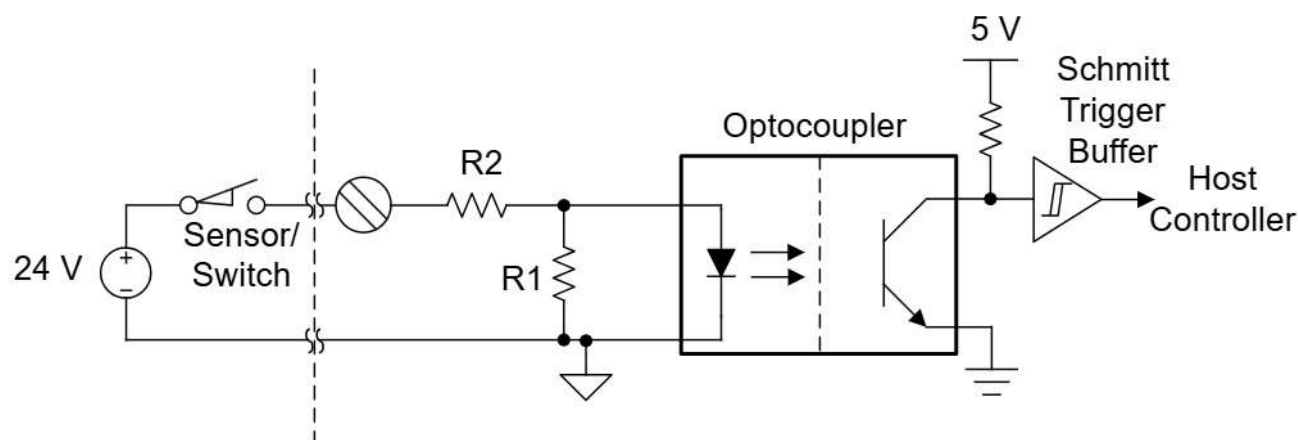 5 V
Schmitt
Trigger
Buffer
Optocoupler
R2
Host
Controller
Sensor/
Switch
24 V
R1
+
−